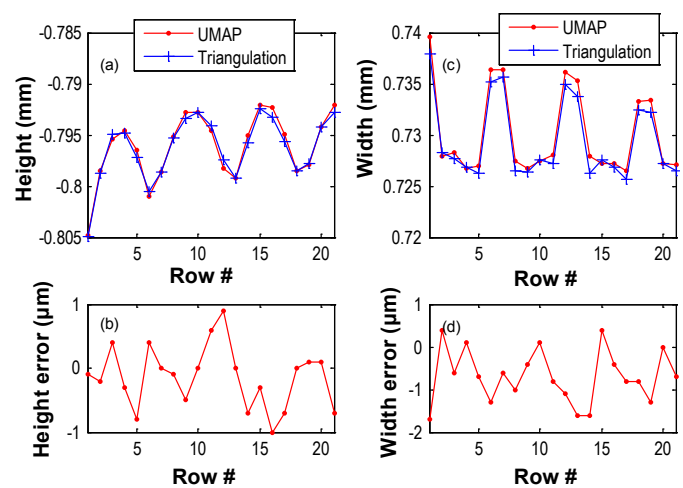 UMAP
Triangulation
(a)
Height (mm)
-0.785
-0.79
-0.795
-0.8
-0.805
5 10 15 20
Row #
UMAP
Triangulation
(c)
Width (mm)
0.74
0.735
0.73
0.725
0.72
5 10 15 20
Row #
(b)
Height error (µm)
1
0
-1
5 10 15 20
Row #
(d)
Width error (µm)
1
0
-1
-2
5 10 15 20
Row #